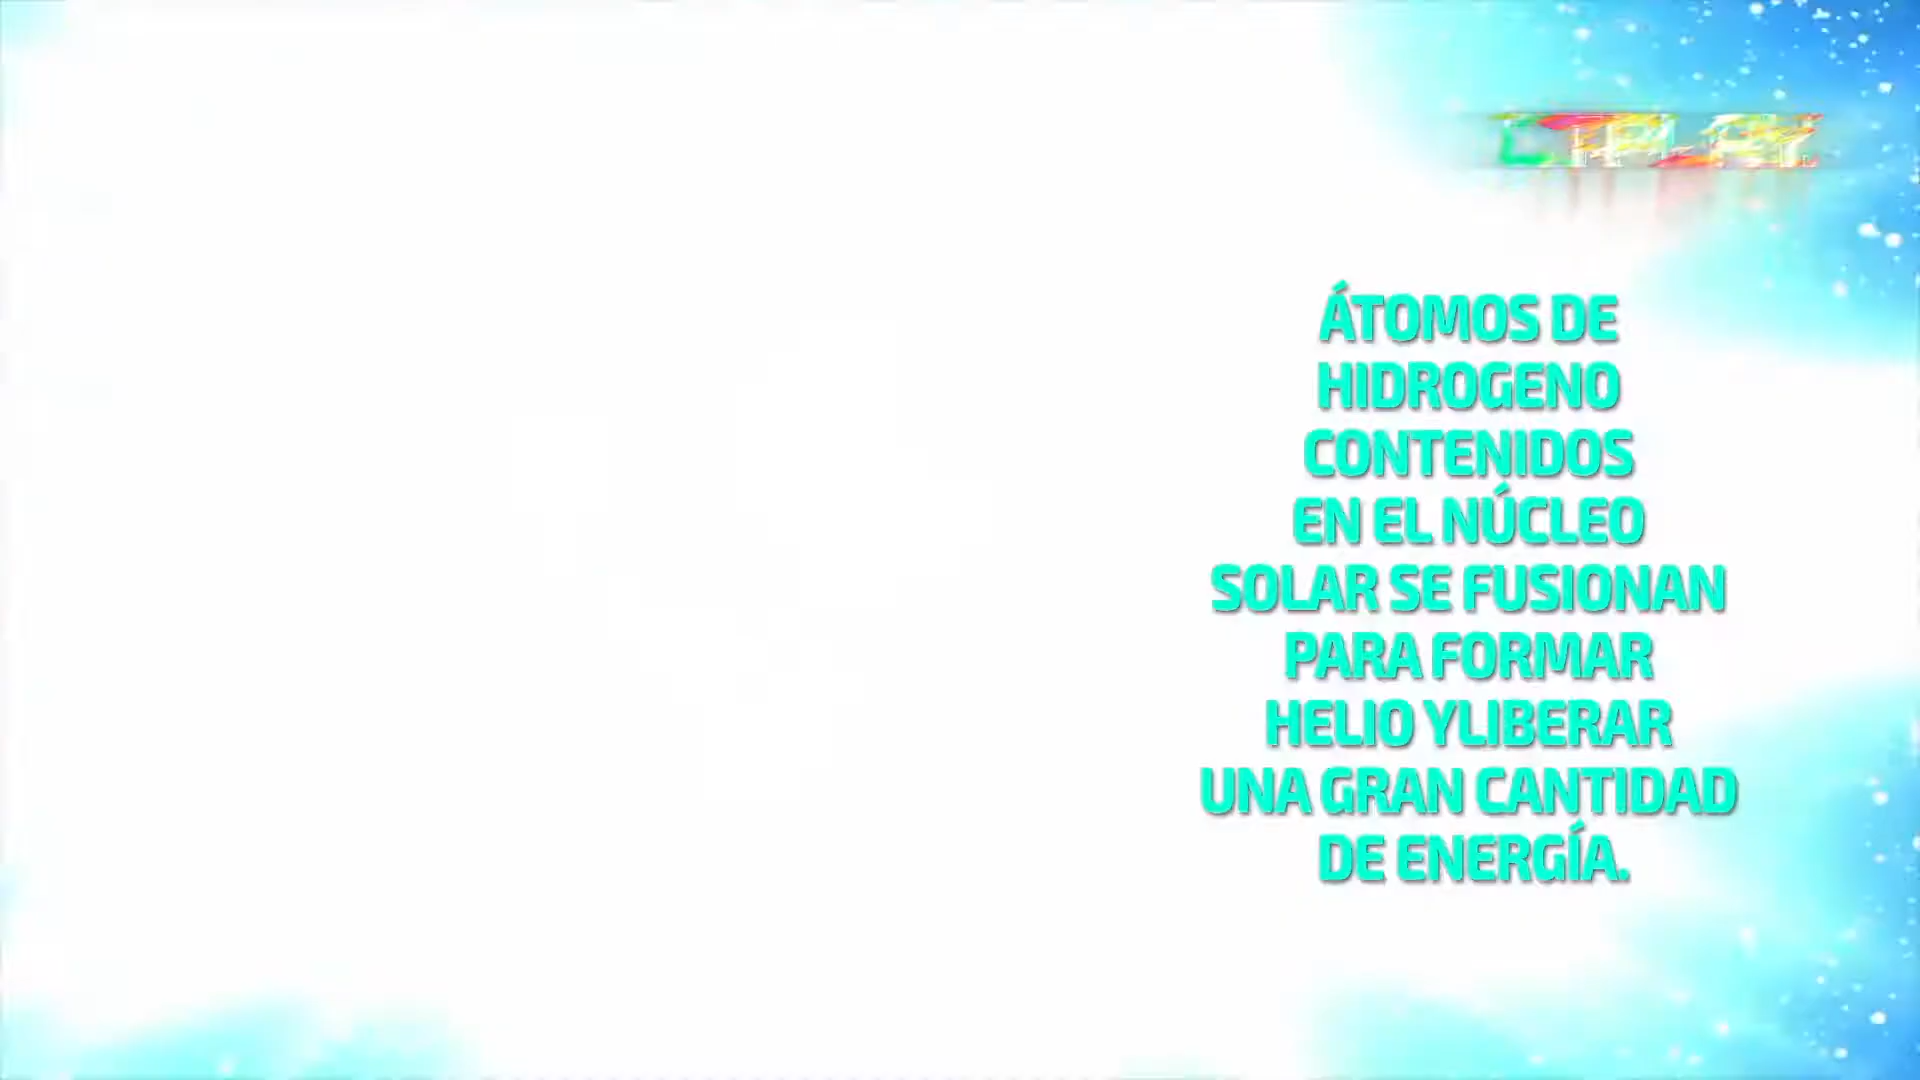 ÁTOMOS DE
HIDROGENO
CONTENIDOS
EN EL NÚCLEO
SOLAR SE FUSIONAN
PARA FORMAR
HELIO YLIBERAR
UNA GRAN CANTIDAD
DE ENERGÍA.